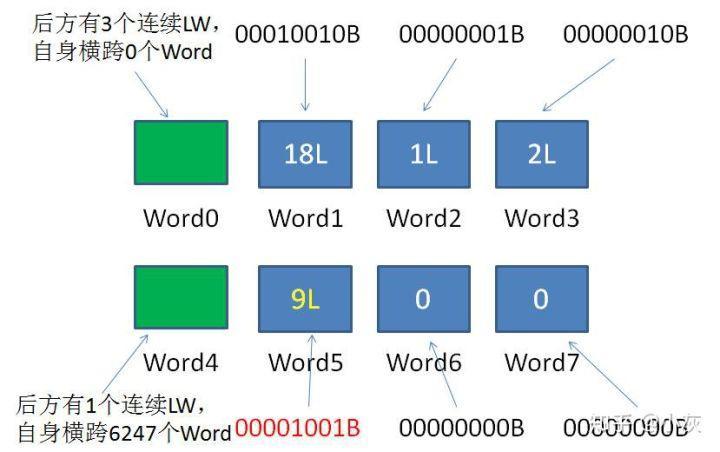 后方有3个连续LW，
自身横跨0个Word
00010010B 00000001B 00000010B
18L 1L 2L
Word0 Word1 Word2 Word3
9L 0 0
Word4 Word5 Word6 Word7
后方有1个连续LW，
自身横跨6247个Word
00001001B 00000000B 00000000B
知乎 @小灰